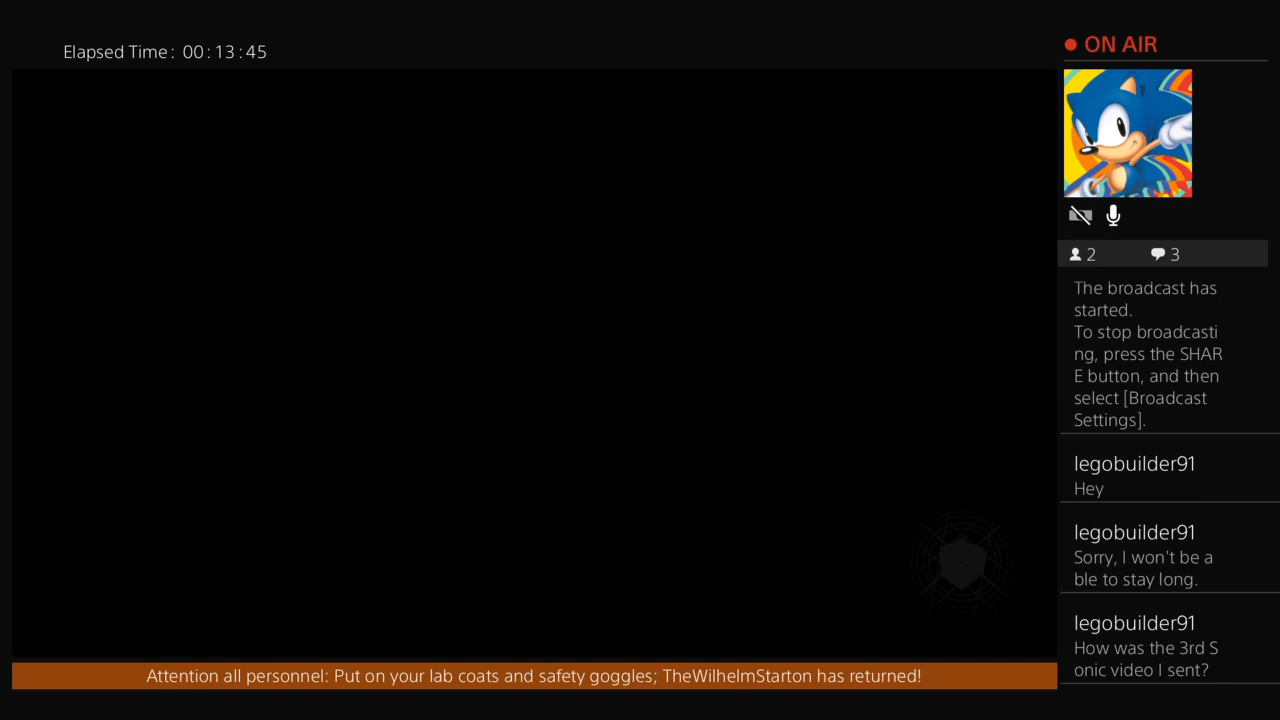 Elapsed Time: 00:13:45
ON AIR
2
3
The broadcast has
started.
To stop broadcasti
ng, press the SHAR
E button, and then
select [Broadcast
Settings].
legobuilder91
Hey
legobuilder91
Sorry, I won't be a
ble to stay long.
legobuilder91
How was the 3rd S
onic video I sent?
Attention all personnel: Put on your lab coats and safety goggles; TheWilhelmStarton has returned!